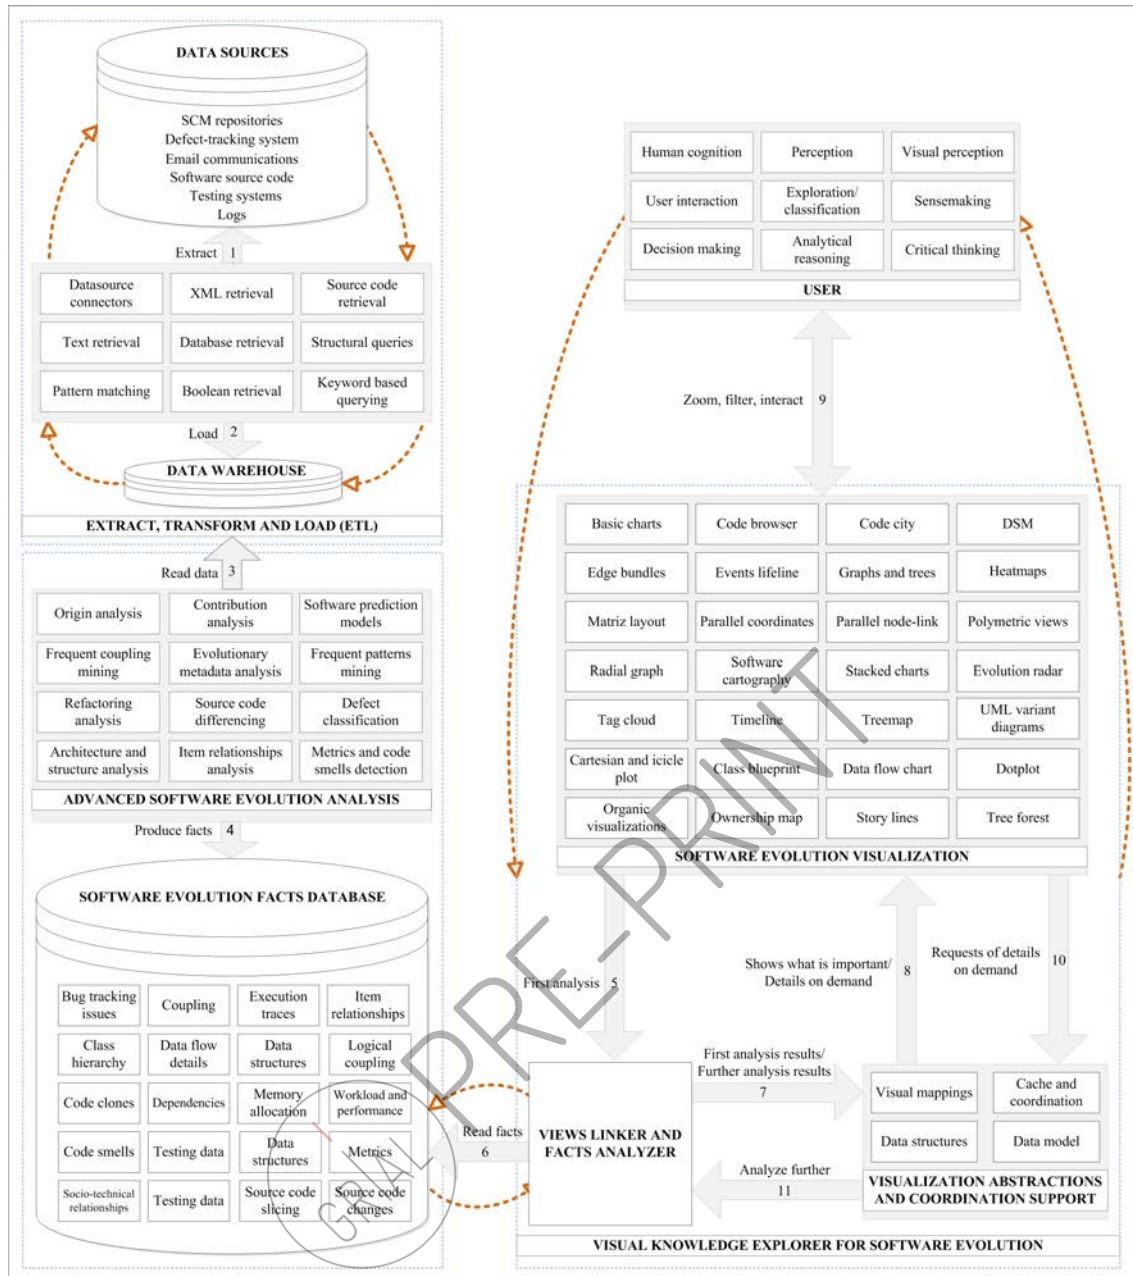 DATA SOURCES
SCM repositories
Defect-tracking system
Email communications
Software source code
Testing systems
Logs
Extract 1
Datasource
connectors
XML retrieval
Source code
retrieval
Text retrieval
Database retrieval
Structural queries
Pattern matching
Boolean retrieval
Keyword based
querying
Load 2
DATA WAREHOUSE
EXTRACT, TRANSFORM AND LOAD (ETL)
Read data 3
Origin analysis
Contribution
analysis
Software prediction
models
Frequent coupling
mining
Evolutionary
metadata analysis
Frequent patterns
mining
Refactoring
analysis
Source code
differencing
Defect
classification
Architecture and
structure analysis
Item relationships
analysis
Metrics and code
smells detection
ADVANCED SOFTWARE EVOLUTION ANALYSIS
Produce facts 4
SOFTWARE EVOLUTION FACTS DATABASE
Bug tracking
issues
Coupling
Execution
traces
Item
relationships
Class
hierarchy
Data flow
details
Data
structures
Logical
coupling
Code clones
Dependencies
Memory
allocation
Workload and
performance
Code smells
Testing data
Data
structures
Metrics
Socio-technical
relationships
Testing data
Source code
slicing
Source code
changes
Human cognition
Perception
Visual perception
User interaction
Exploration/
classification
Sensemaking
Decision making
Analytical
reasoning
Critical thinking
USER
Zoom, filter, interact 9
Basic charts
Code browser
Code city
DSM
Edge bundles
Events lifeline
Graphs and trees
Heatmaps
Matriz layout
Parallel coordinates
Parallel node-link
Polymetric views
Radial graph
Software
cartography
Stacked charts
Evolution radar
Tag cloud
Timeline
Treemap
UML variant
diagrams
Cartesian and icicle
plot
Class blueprint
Data flow chart
Dotplot
Organic
visualizations
Ownership map
Story lines
Tree forest
SOFTWARE EVOLUTION VISUALIZATION
First analysis 5
Shows what is important/
Details on demand
8
Requests of details
on demand
10
First analysis results/
Further analysis results
7
Read facts
6
VIEWS LINKER AND
FACTS ANALYZER
Analyze further
11
Visual mappings
Cache and
coordination
Data structures
Data model
VISUALIZATION ABSTRACTIONS
AND COORDINATION SUPPORT
VISUAL KNOWLEDGE EXPLORER FOR SOFTWARE EVOLUTION
GRIAL
PRE-PRINT